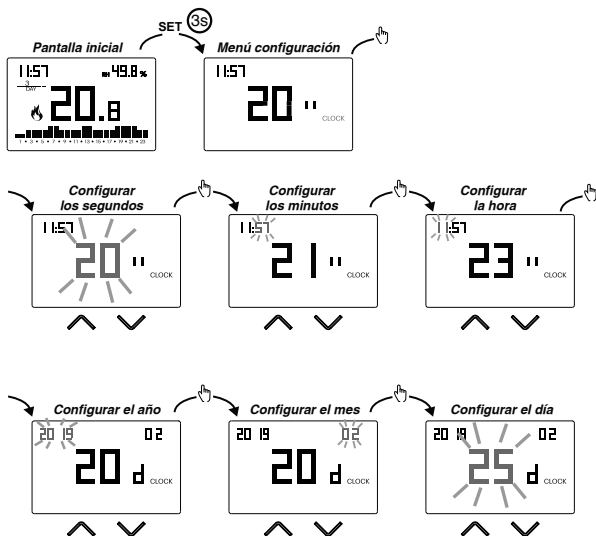 SET 3s
Pantalla inicial
Menú configuración
11:57 RH 49.8 %
3
DAY
20.8
1 • 3 • 5 • 7 • 9 • 11 • 13 • 15 • 17 • 19 • 21 • 23
11:57
20 "
CLOCK
Configurar
los segundos
11:57
20 "
CLOCK
Configurar
los minutos
11:57
21 "
CLOCK
Configurar
la hora
11:57
23 "
CLOCK
Configurar el año
2019 02
20 d
CLOCK
Configurar el mes
2019 02
20 d
CLOCK
Configurar el día
2019 02
25 d
CLOCK